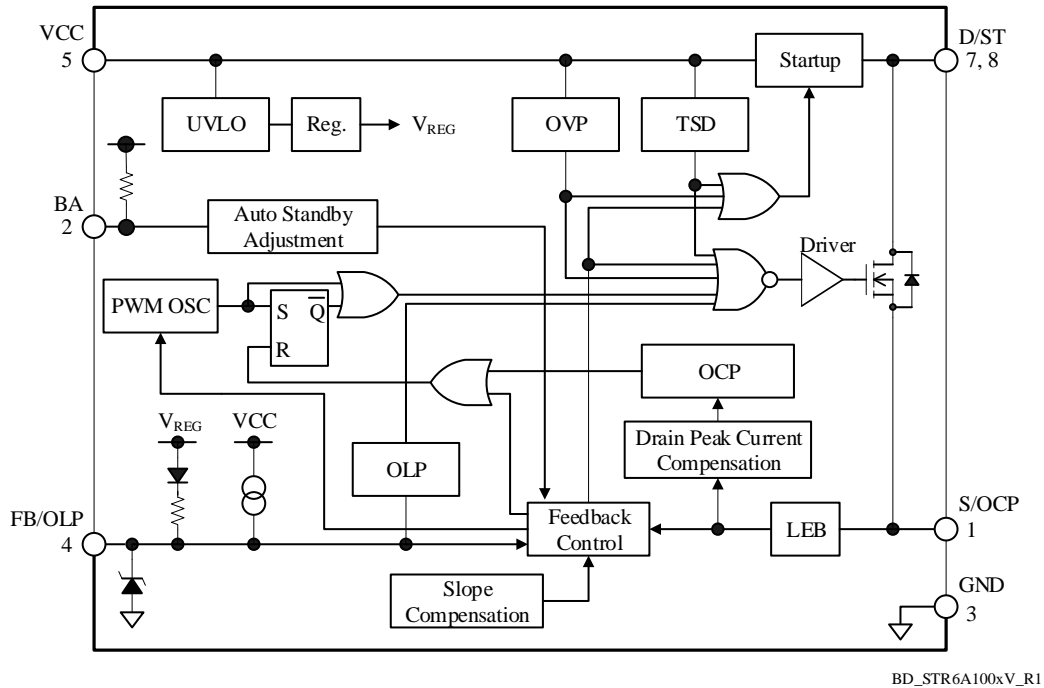 VCC
5
D/ST
7, 8
Startup
UVLO
Reg.
VREG
OVP
TSD
BA
2
Auto Standby
Adjustment
Driver
PWM OSC
S
Q
R
OCP
VREG
VCC
Drain Peak Current
Compensation
OLP
FB/OLP
4
Feedback
Control
LEB
S/OCP
1
Slope
Compensation
GND
3
BD_STR6A100xV_R1